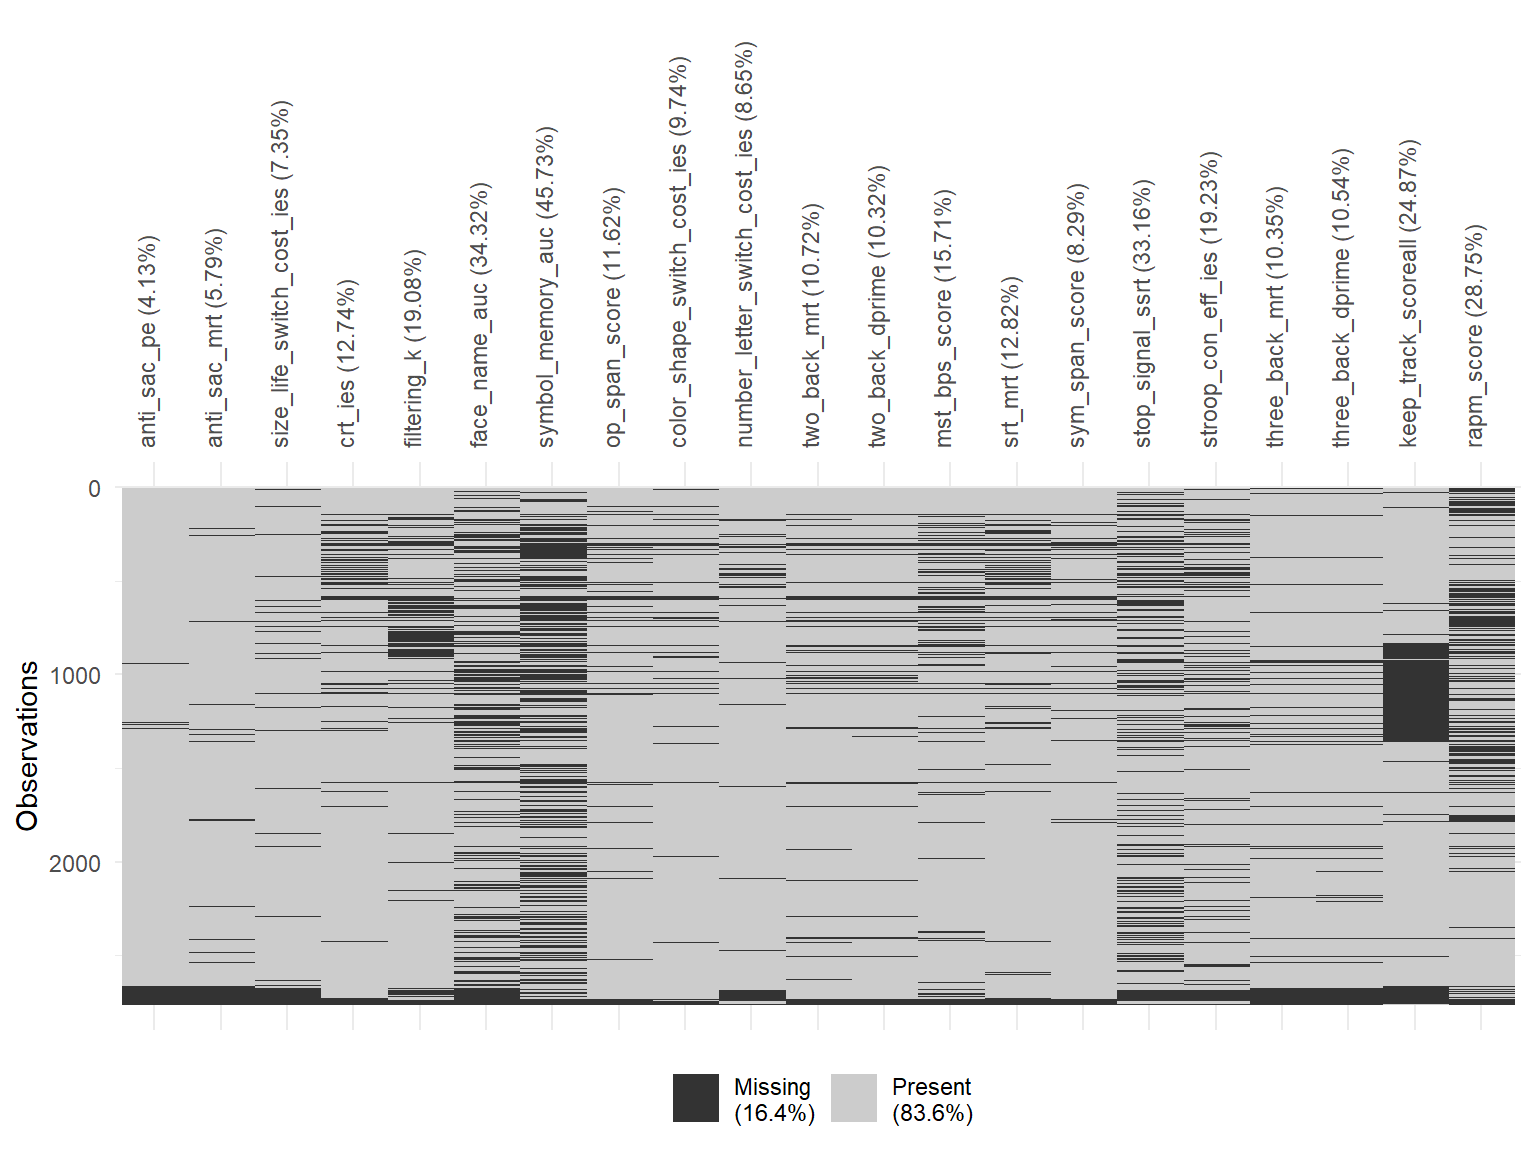 anti_sac_pe (4.13%)
anti_sac_mrt (5.79%)
size_life_switch_cost_ies (7.35%)
crt_ies (12.74%)
filtering_k (19.08%)
face_name_auc (34.32%)
symbol_memory_auc (45.73%)
op_span_score (11.62%)
color_shape_switch_cost_ies (9.74%)
number_letter_switch_cost_ies (8.65%)
two_back_mrt (10.72%)
two_back_dprime (10.32%)
mst_bps_score (15.71%)
srt_mrt (12.82%)
sym_span_score (8.29%)
stop_signal_ssrt (33.16%)
stroop_con_eff_ies (19.23%)
three_back_mrt (10.35%)
three_back_dprime (10.54%)
keep_track_scoreall (24.87%)
rapm_score (28.75%)
0
1000
2000
Observations
Missing
(16.4%)
Present
(83.6%)